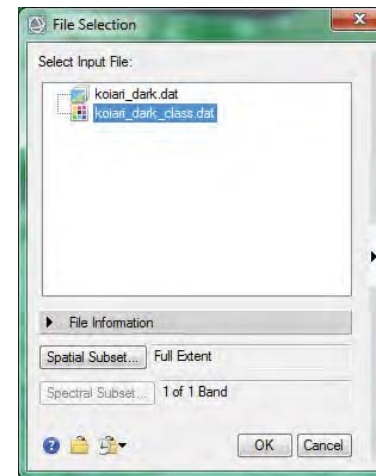 File Selection
Select Input File:
koiari_dark.dat
koiari_dark_class.dat
File Information
Spatial Subset... Full Extent
Spectral Subset... 1 of 1 Band
OK Cancel